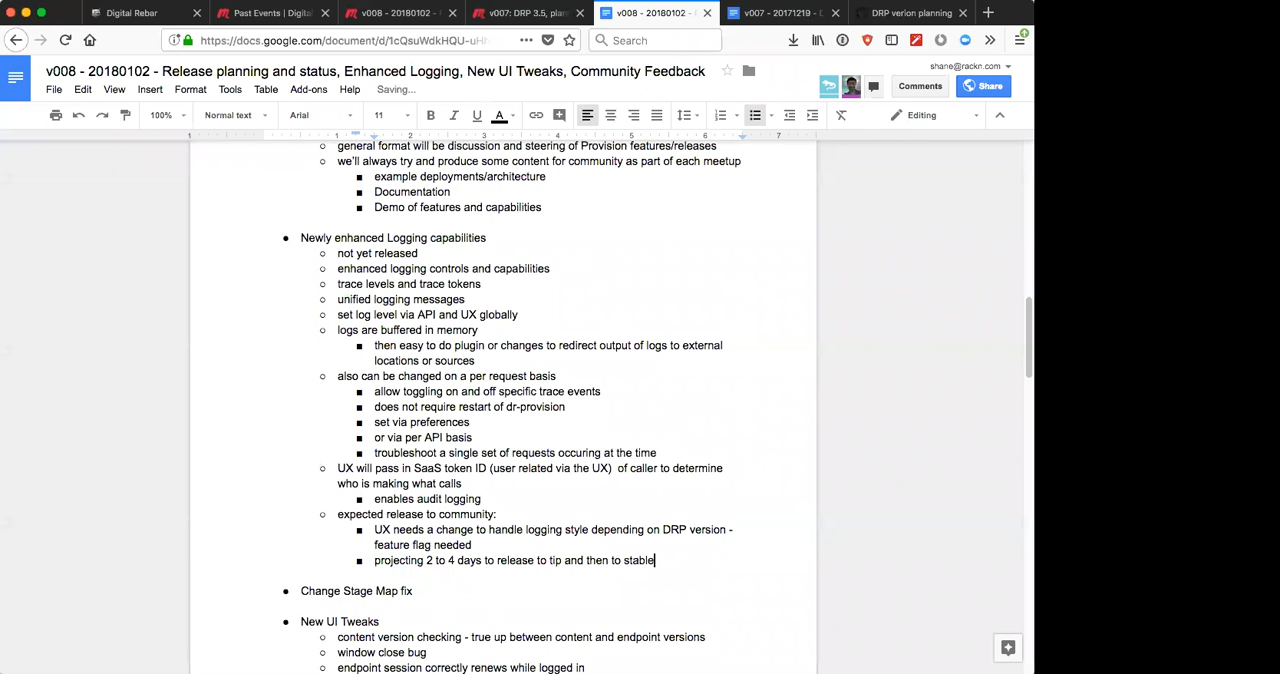 Digital Rebar
Past Events | Digita
v008 - 20180102 -
v007: DRP 3.5, plan
v008 - 20180102 -
v007 - 20171219 -
DRP verion planning
https://docs.google.com/document/d/1cQsuWdkHQU-uH
Search
v008 - 20180102 - Release planning and status, Enhanced Logging, New UI Tweaks, Community Feedback
shane@rackn.com
File Edit View Insert Format Tools Table Add-ons Help Saving...
Comments
Share
100% Normal text Arial 11 B I U A Editing
1 1 2 3 4 5 6 7
○ general format will be discussion and steering of Provision features/releases
○ we'll always try and produce some content for community as part of each meetup
■ example deployments/architecture
■ Documentation
■ Demo of features and capabilities
● Newly enhanced Logging capabilities
○ not yet released
○ enhanced logging controls and capabilities
○ trace levels and trace tokens
○ unified logging messages
○ set log level via API and UX globally
○ logs are buffered in memory
■ then easy to do plugin or changes to redirect output of logs to external
locations or sources
○ also can be changed on a per request basis
■ allow toggling on and off specific trace events
■ does not require restart of dr-provision
■ set via preferences
■ or via per API basis
■ troubleshoot a single set of requests occuring at the time
○ UX will pass in SaaS token ID (user related via the UX) of caller to determine
who is making what calls
■ enables audit logging
○ expected release to community:
■ UX needs a change to handle logging style depending on DRP version -
feature flag needed
■ projecting 2 to 4 days to release to tip and then to stable
● Change Stage Map fix
● New UI Tweaks
○ content version checking - true up between content and endpoint versions
○ window close bug
○ endpoint session correctly renews while logged in